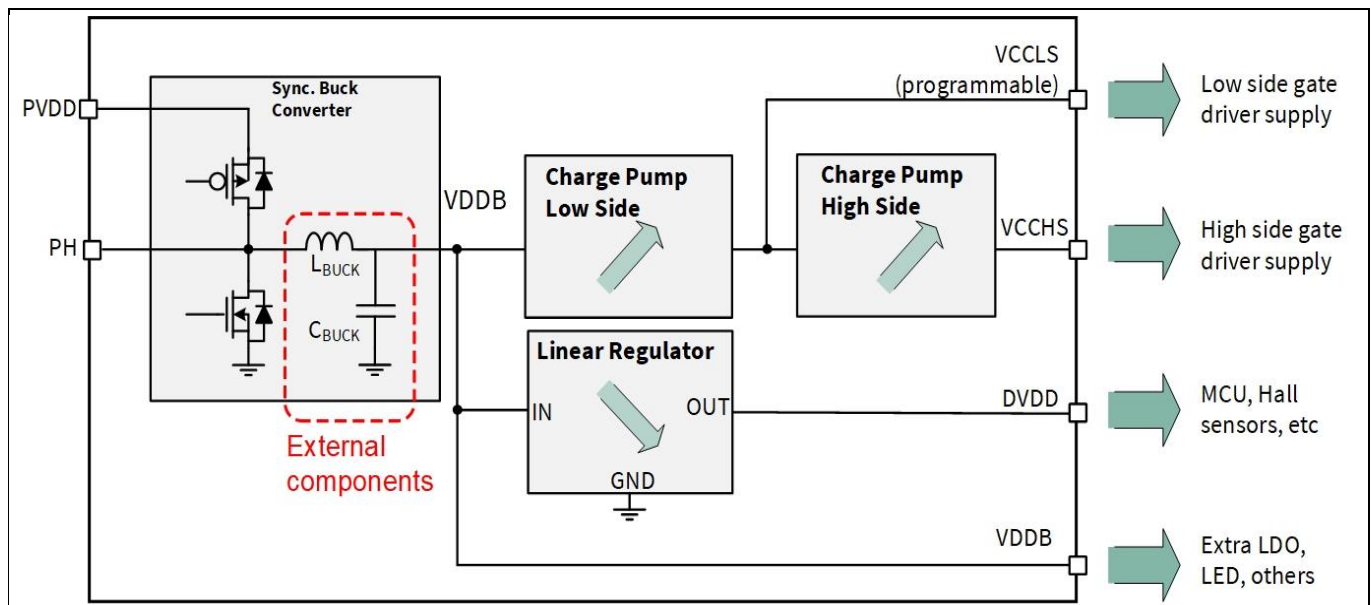 Sync. Buck
Converter
PVDD
PH
LBUCK
CBUCK
External
components
VDDB
Charge Pump
Low Side
Charge Pump
High Side
Linear Regulator
IN
OUT
GND
VCCLS
(programmable)
VCCHS
DVDD
VDDB
Low side gate
driver supply
High side gate
driver supply
MCU, Hall
sensors, etc
Extra LDO,
LED, others